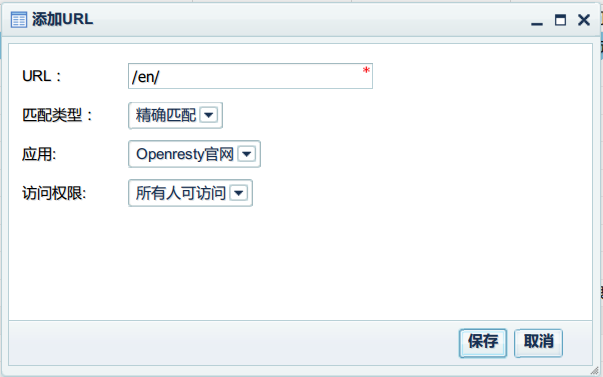 添加URL
URL：
/en/
*
匹配类型：
精确匹配
应用:
Openresty官网
访问权限:
所有人可访问
保存
取消